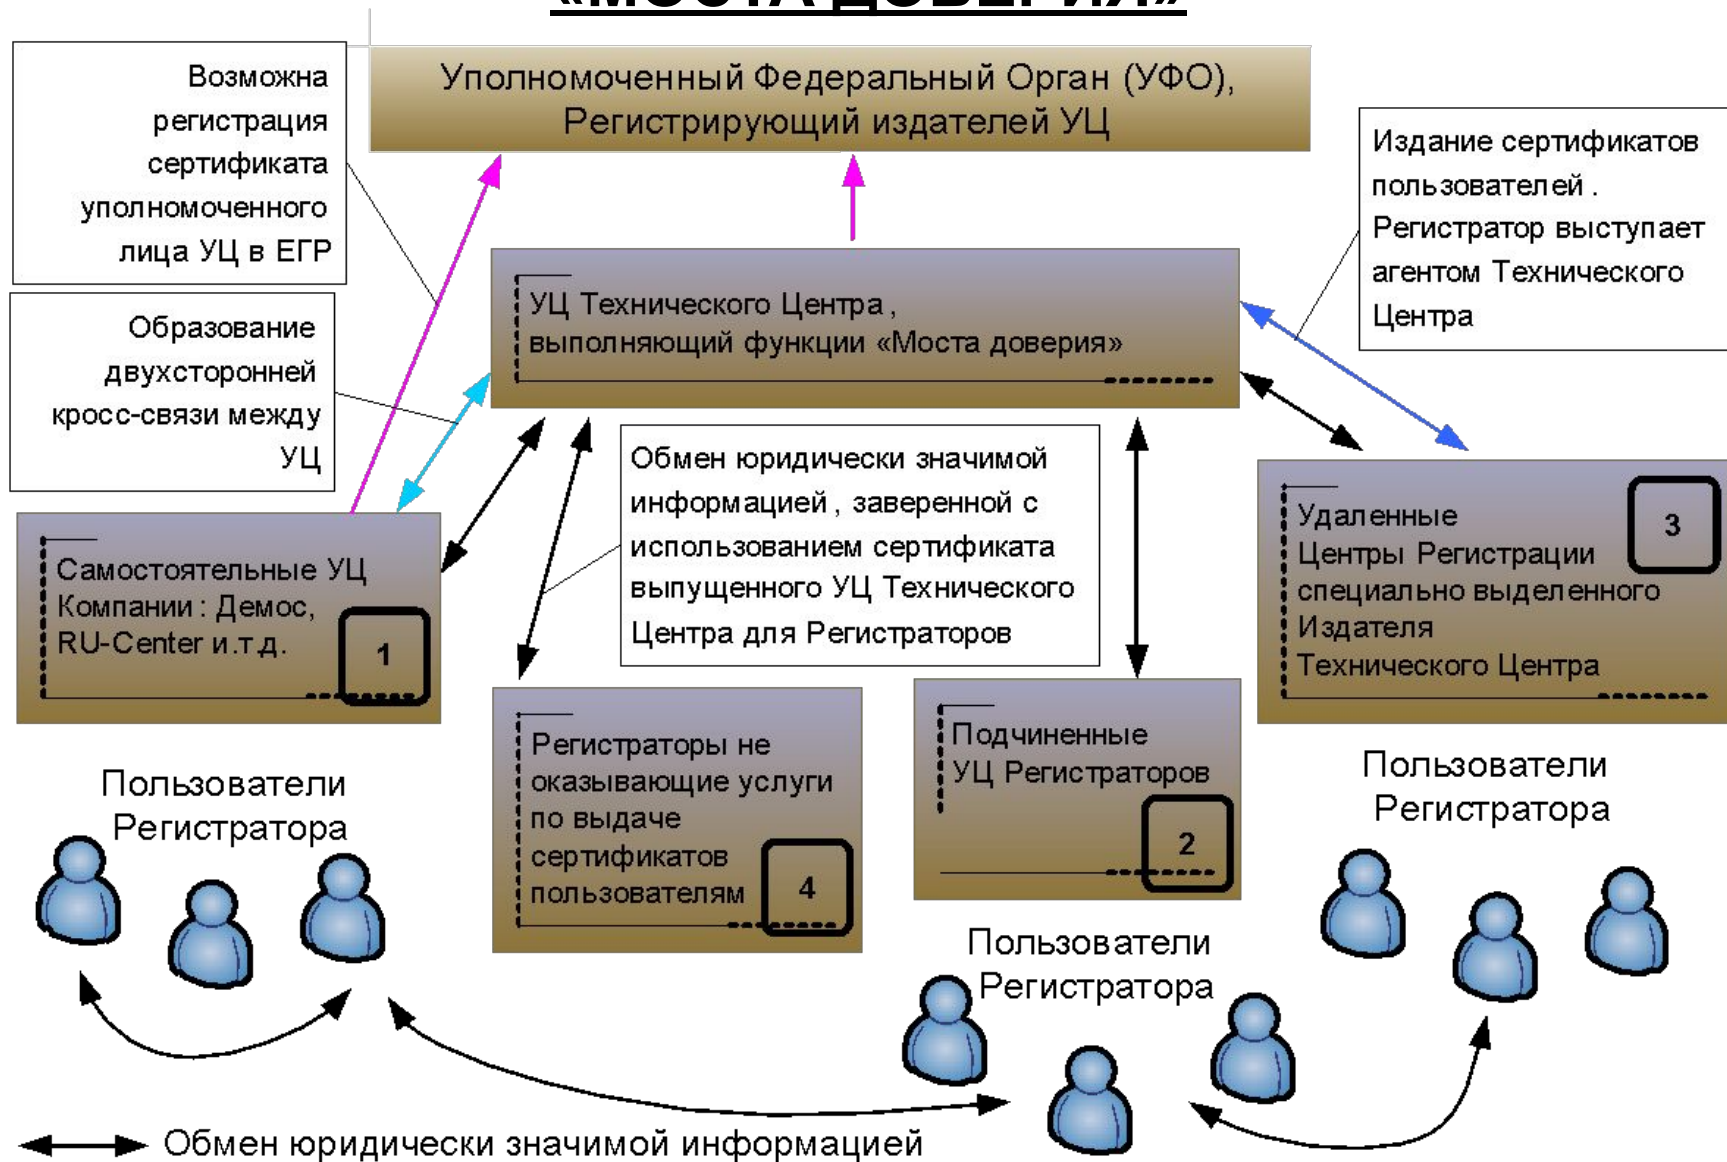 «МОСТА ДОВЕРИЯ»
Возможна
регистрация
сертификата
уполномоченного
лица УЦ в ЕГР
Уполномоченный Федеральный Орган (УФО),
Регистрирующий издателей УЦ
Издание сертификатов
пользователей .
Регистратор выступает
агентом Технического
Центра
Образование
двухсторонней
кросс-связи между
УЦ
УЦ Технического Центра ,
выполняющий функции «Моста доверия»
Обмен юридически значимой
информацией , заверенной с
использованием сертификата
выпущенного УЦ Технического
Центра для Регистраторов
Самостоятельные УЦ
Компании : Демос,
RU-Center и.т.д.
1
Регистраторы не
оказывающие услуги
по выдаче
сертификатов
пользователям
4
Подчиненные
УЦ Регистраторов
2
Удаленные
Центры Регистрации
специально выделенного
Издателя
Технического Центра
3
Пользователи
Регистратора
Пользователи
Регистратора
Пользователи
Регистратора
Обмен юридически значимой информацией